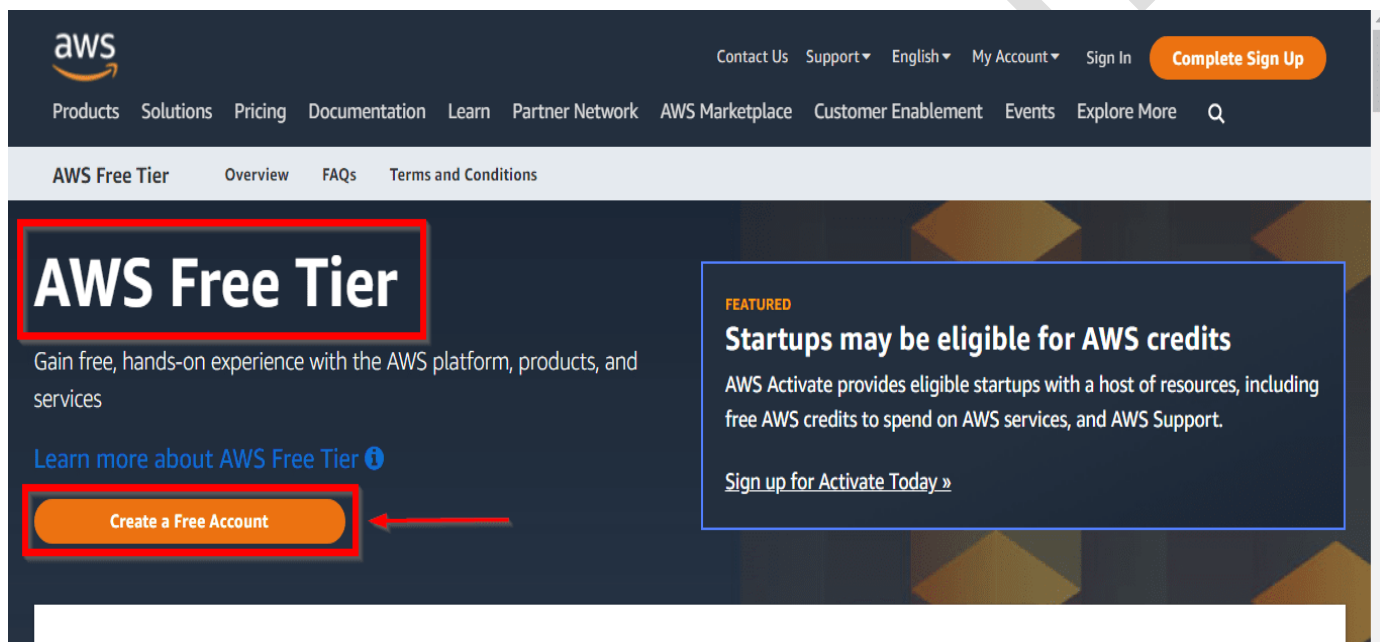 aws
Contact Us Support English My Account Sign In Complete Sign Up
Products Solutions Pricing Documentation Learn Partner Network AWS Marketplace Customer Enablement Events Explore More
AWS Free Tier Overview FAQs Terms and Conditions
AWS Free Tier
Gain free, hands-on experience with the AWS platform, products, and
services
Learn more about AWS Free Tier
Create a Free Account
FEATURED
Startups may be eligible for AWS credits
AWS Activate provides eligible startups with a host of resources, including
free AWS credits to spend on AWS services, and AWS Support.
Sign up for Activate Today »